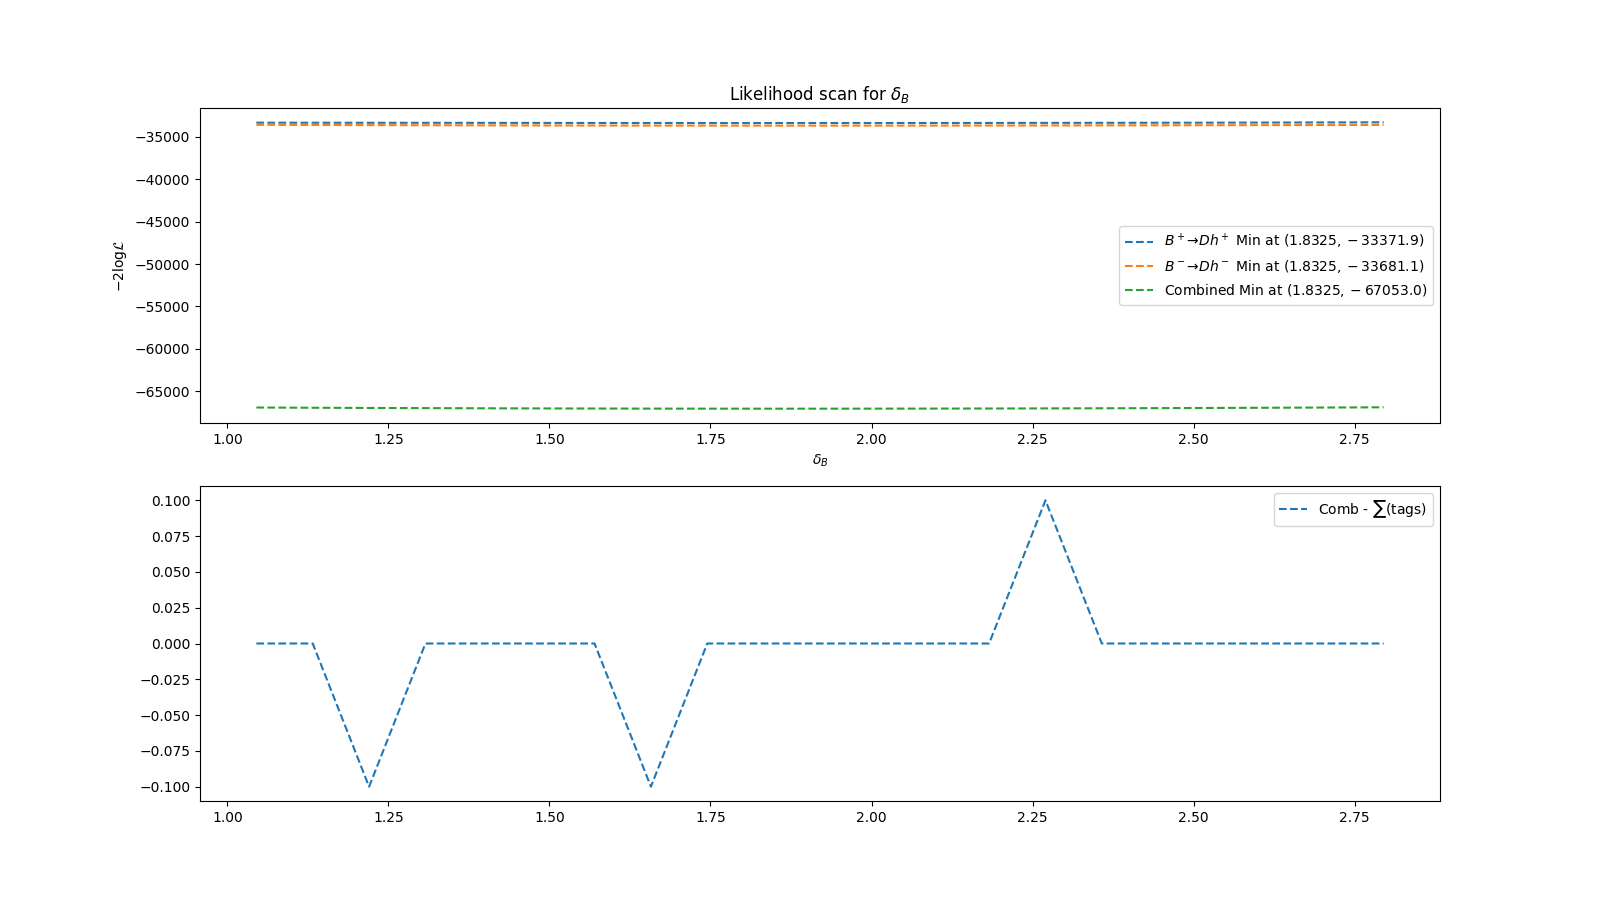 Likelihood scan for δ_B
−35000
−40000
−45000
−50000
−55000
−60000
−65000
−2logℒ
B⁺→Dh⁺ Min at (1.8325, −33371.9)
B⁻→Dh⁻ Min at (1.8325, −33681.1)
Combined Min at (1.8325, −67053.0)
1.00 1.25 1.50 1.75 2.00 2.25 2.50 2.75
δ_B
0.100
0.075
0.050
0.025
0.000
−0.025
−0.050
−0.075
−0.100
Comb - ∑(tags)
1.00 1.25 1.50 1.75 2.00 2.25 2.50 2.75